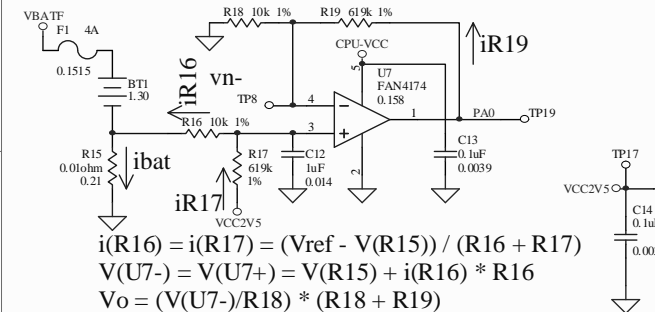 VBATF
F1 4A
0.1515
BT1
1.30
R18 10k 1%
R19 619k 1%
CPU-VCC
iR19
iR16
vn-
TP8
4
5
U7
FAN4174
0.158
1
PA0
TP19
R16 10k 1%
3
2
R15
0.01ohm
0.21
ibat
R17
619k
1%
iR17
VCC2V5
C12
1uF
0.014
C13
0.1uF
0.0039
TP17
VCC2V5
C14
i(R16) = i(R17) = (Vref - V(R15)) / (R16 + R17)
V(U7-) = V(U7+) = V(R15) + i(R16) * R16
Vo = (V(U7-)/R18) * (R18 + R19)